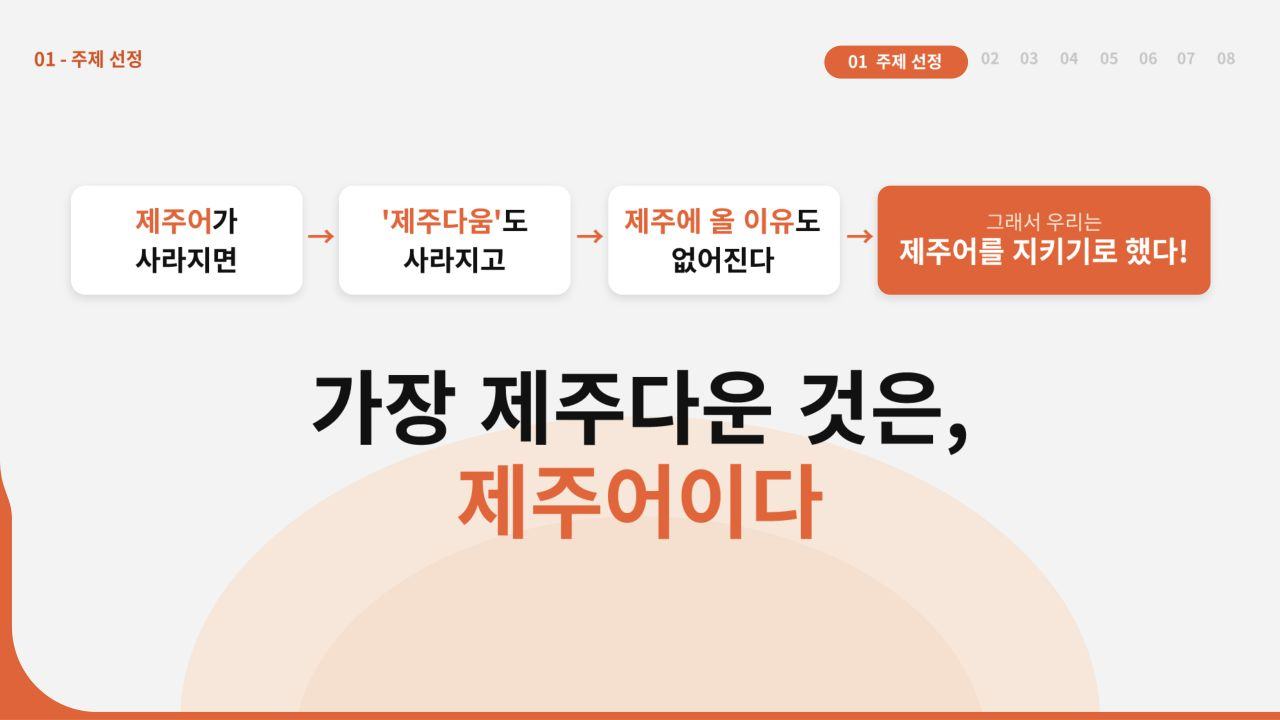 01 - 주제 선정
01 주제 선정 02 03 04 05 06 07 08
제주어가
사라지면
→
'제주다움'도
사라지고
→
제주에 올 이유도
없어진다
→
그래서 우리는
제주어를 지키기로 했다!
가장 제주다운 것은,
제주어이다